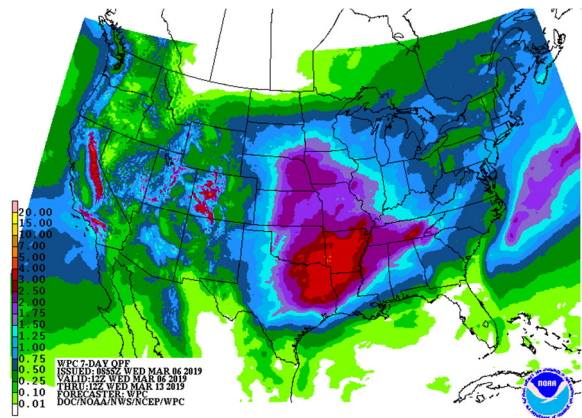 20.00
15.00
10.00
7.00
5.00
4.00
3.00
2.50
2.00
1.75
1.50
1.25
1.00
0.75
0.50
0.25
0.10
0.01
WPC 7-DAY QPF
ISSUED: 0855Z WED MAR 06 2019
VALID:12Z WED MAR 06 2019
THRU:12Z WED MAR 13 2019
FORECASTER: WPC
DOC/NOAA/NWS/NCEP/WPC
NOAA